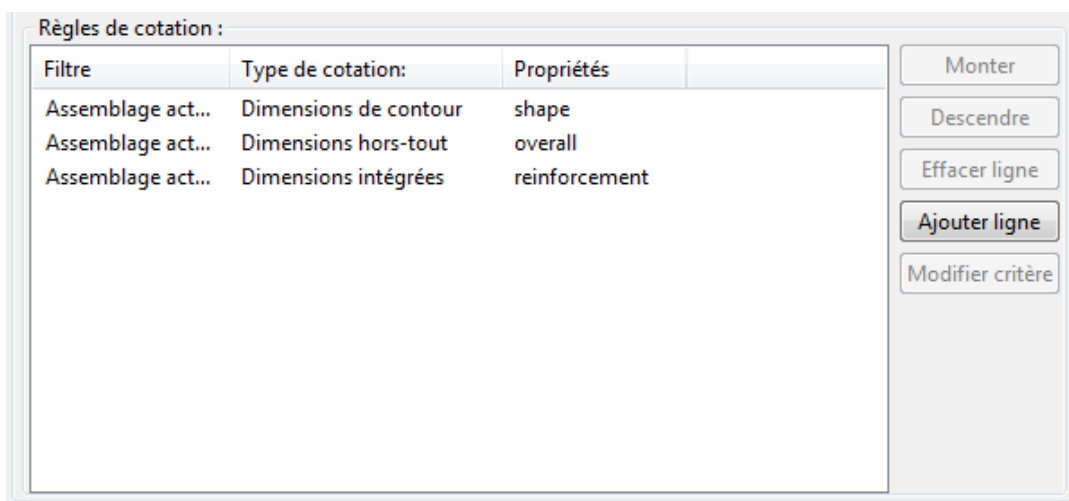 Règles de cotation :
Filtre Type de cotation: Propriétés
Assemblage act... Dimensions de contour shape
Assemblage act... Dimensions hors-tout overall
Assemblage act... Dimensions intégrées reinforcement
Monter
Descendre
Effacer ligne
Ajouter ligne
Modifier critère